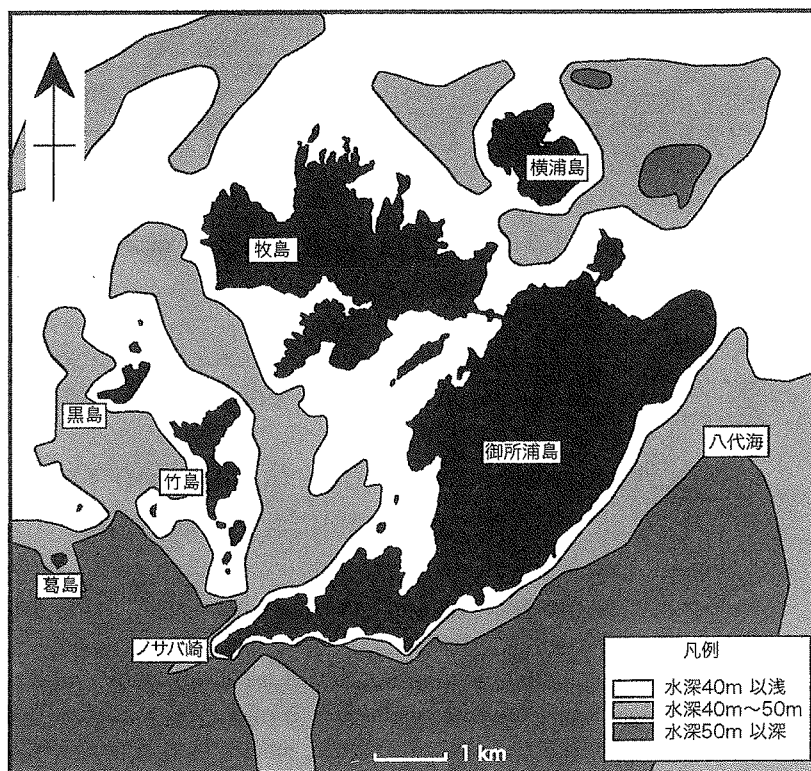 横浦島
牧島
黒島
御所浦島
八代海
竹島
葛島
ノサバ崎
凡例
水深40m 以浅
水深40m～50m
水深50m 以深
1 km